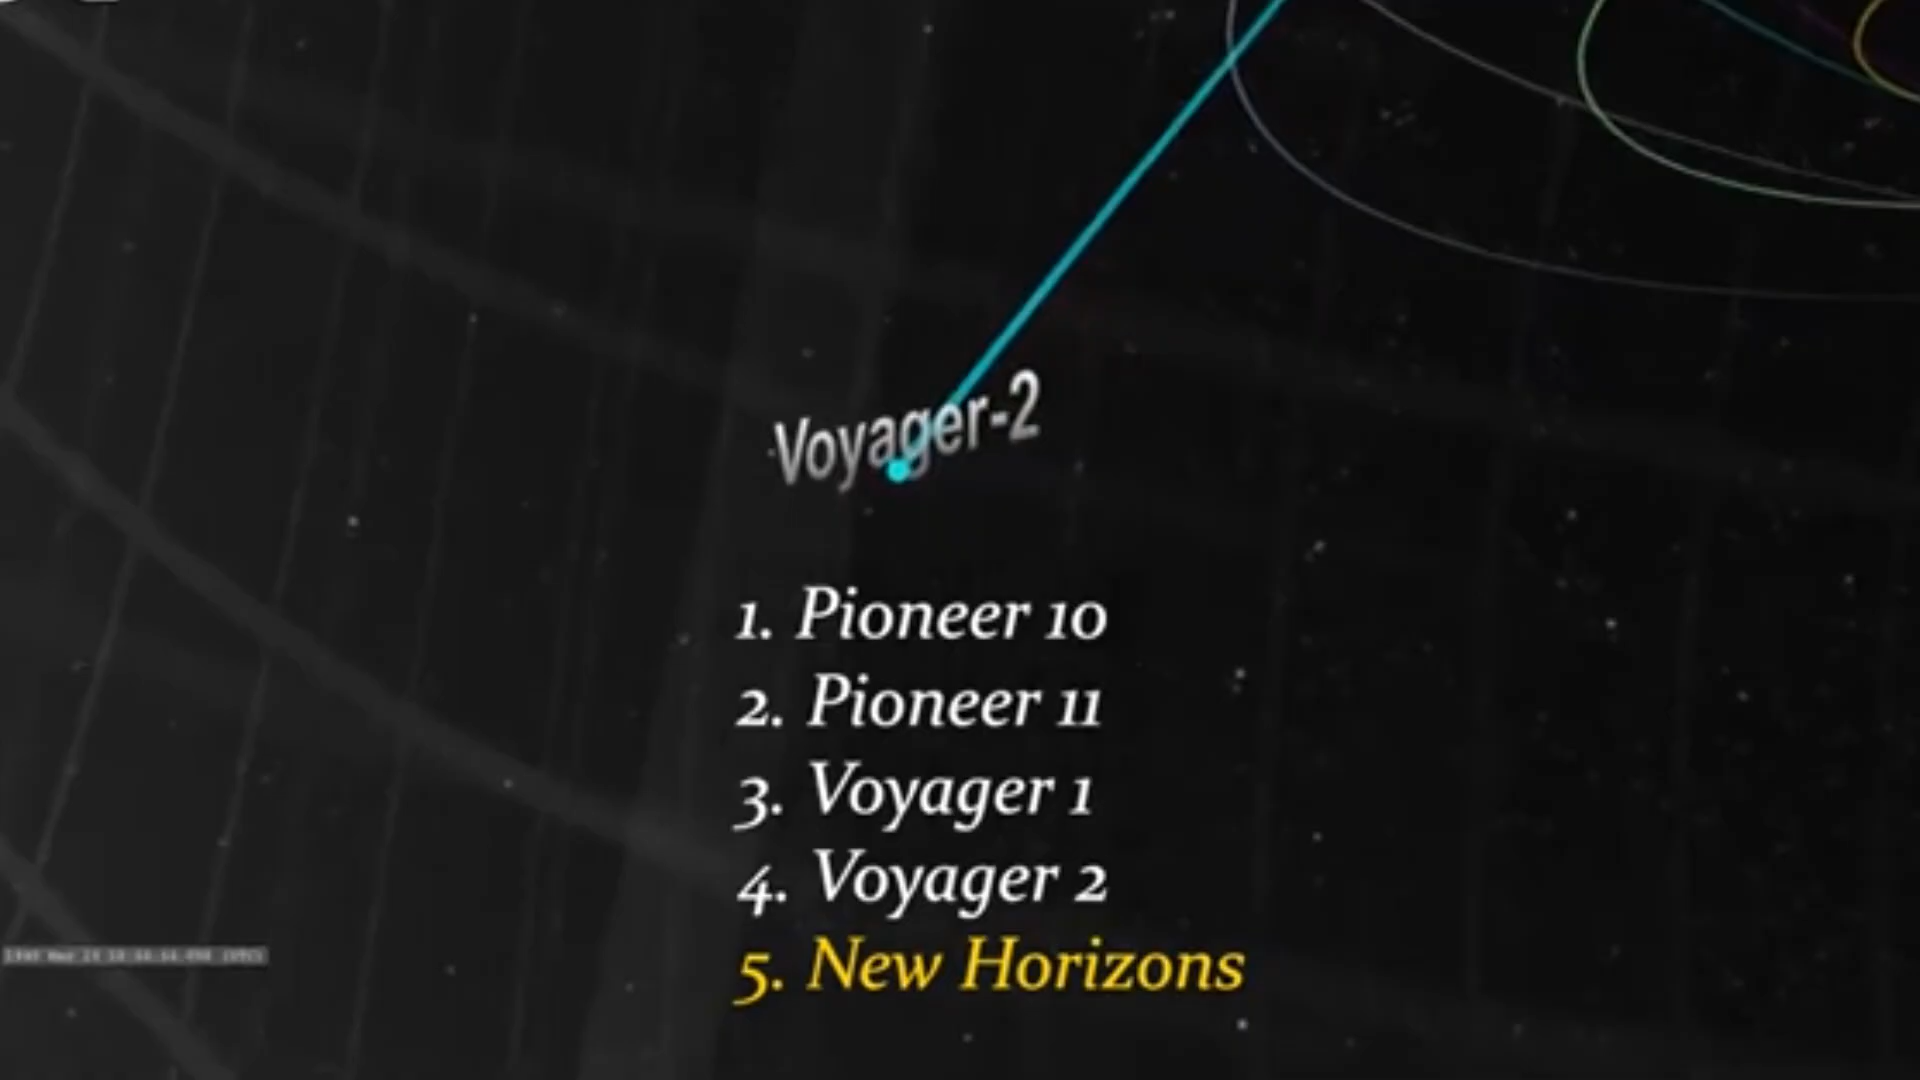 Voyager-2
1. Pioneer 10
2. Pioneer 11
3. Voyager 1
4. Voyager 2
5. New Horizons